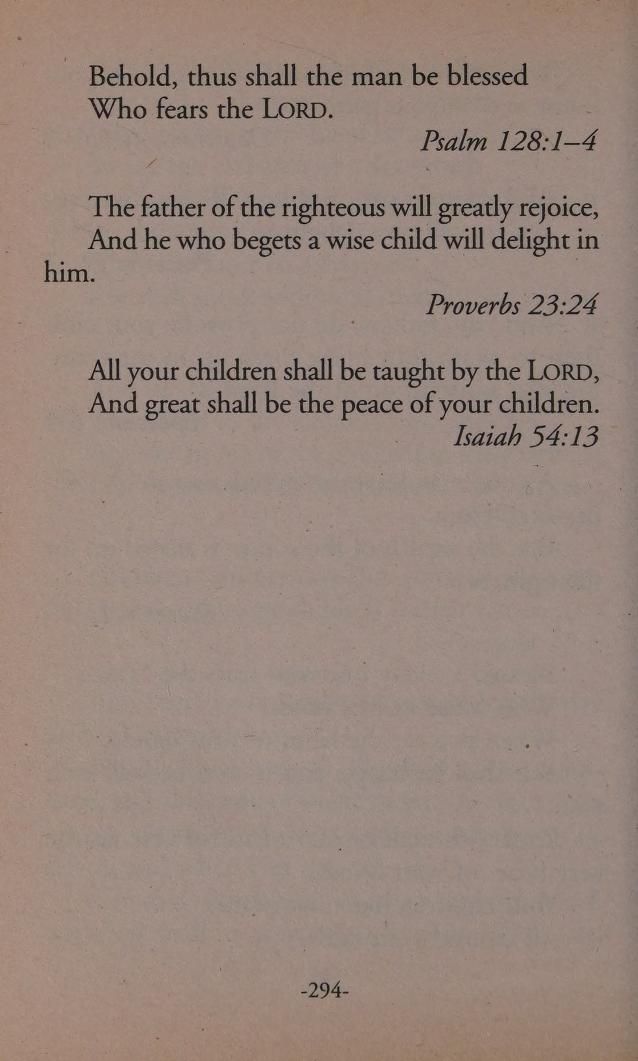 Behold, thus shall the man be blessed
Who fears the LORD.
Psalm 128:1–4
The father of the righteous will greatly rejoice,
And he who begets a wise child will delight in
him.
Proverbs 23:24
All your children shall be taught by the LORD,
And great shall be the peace of your children.
Isaiah 54:13
-294-